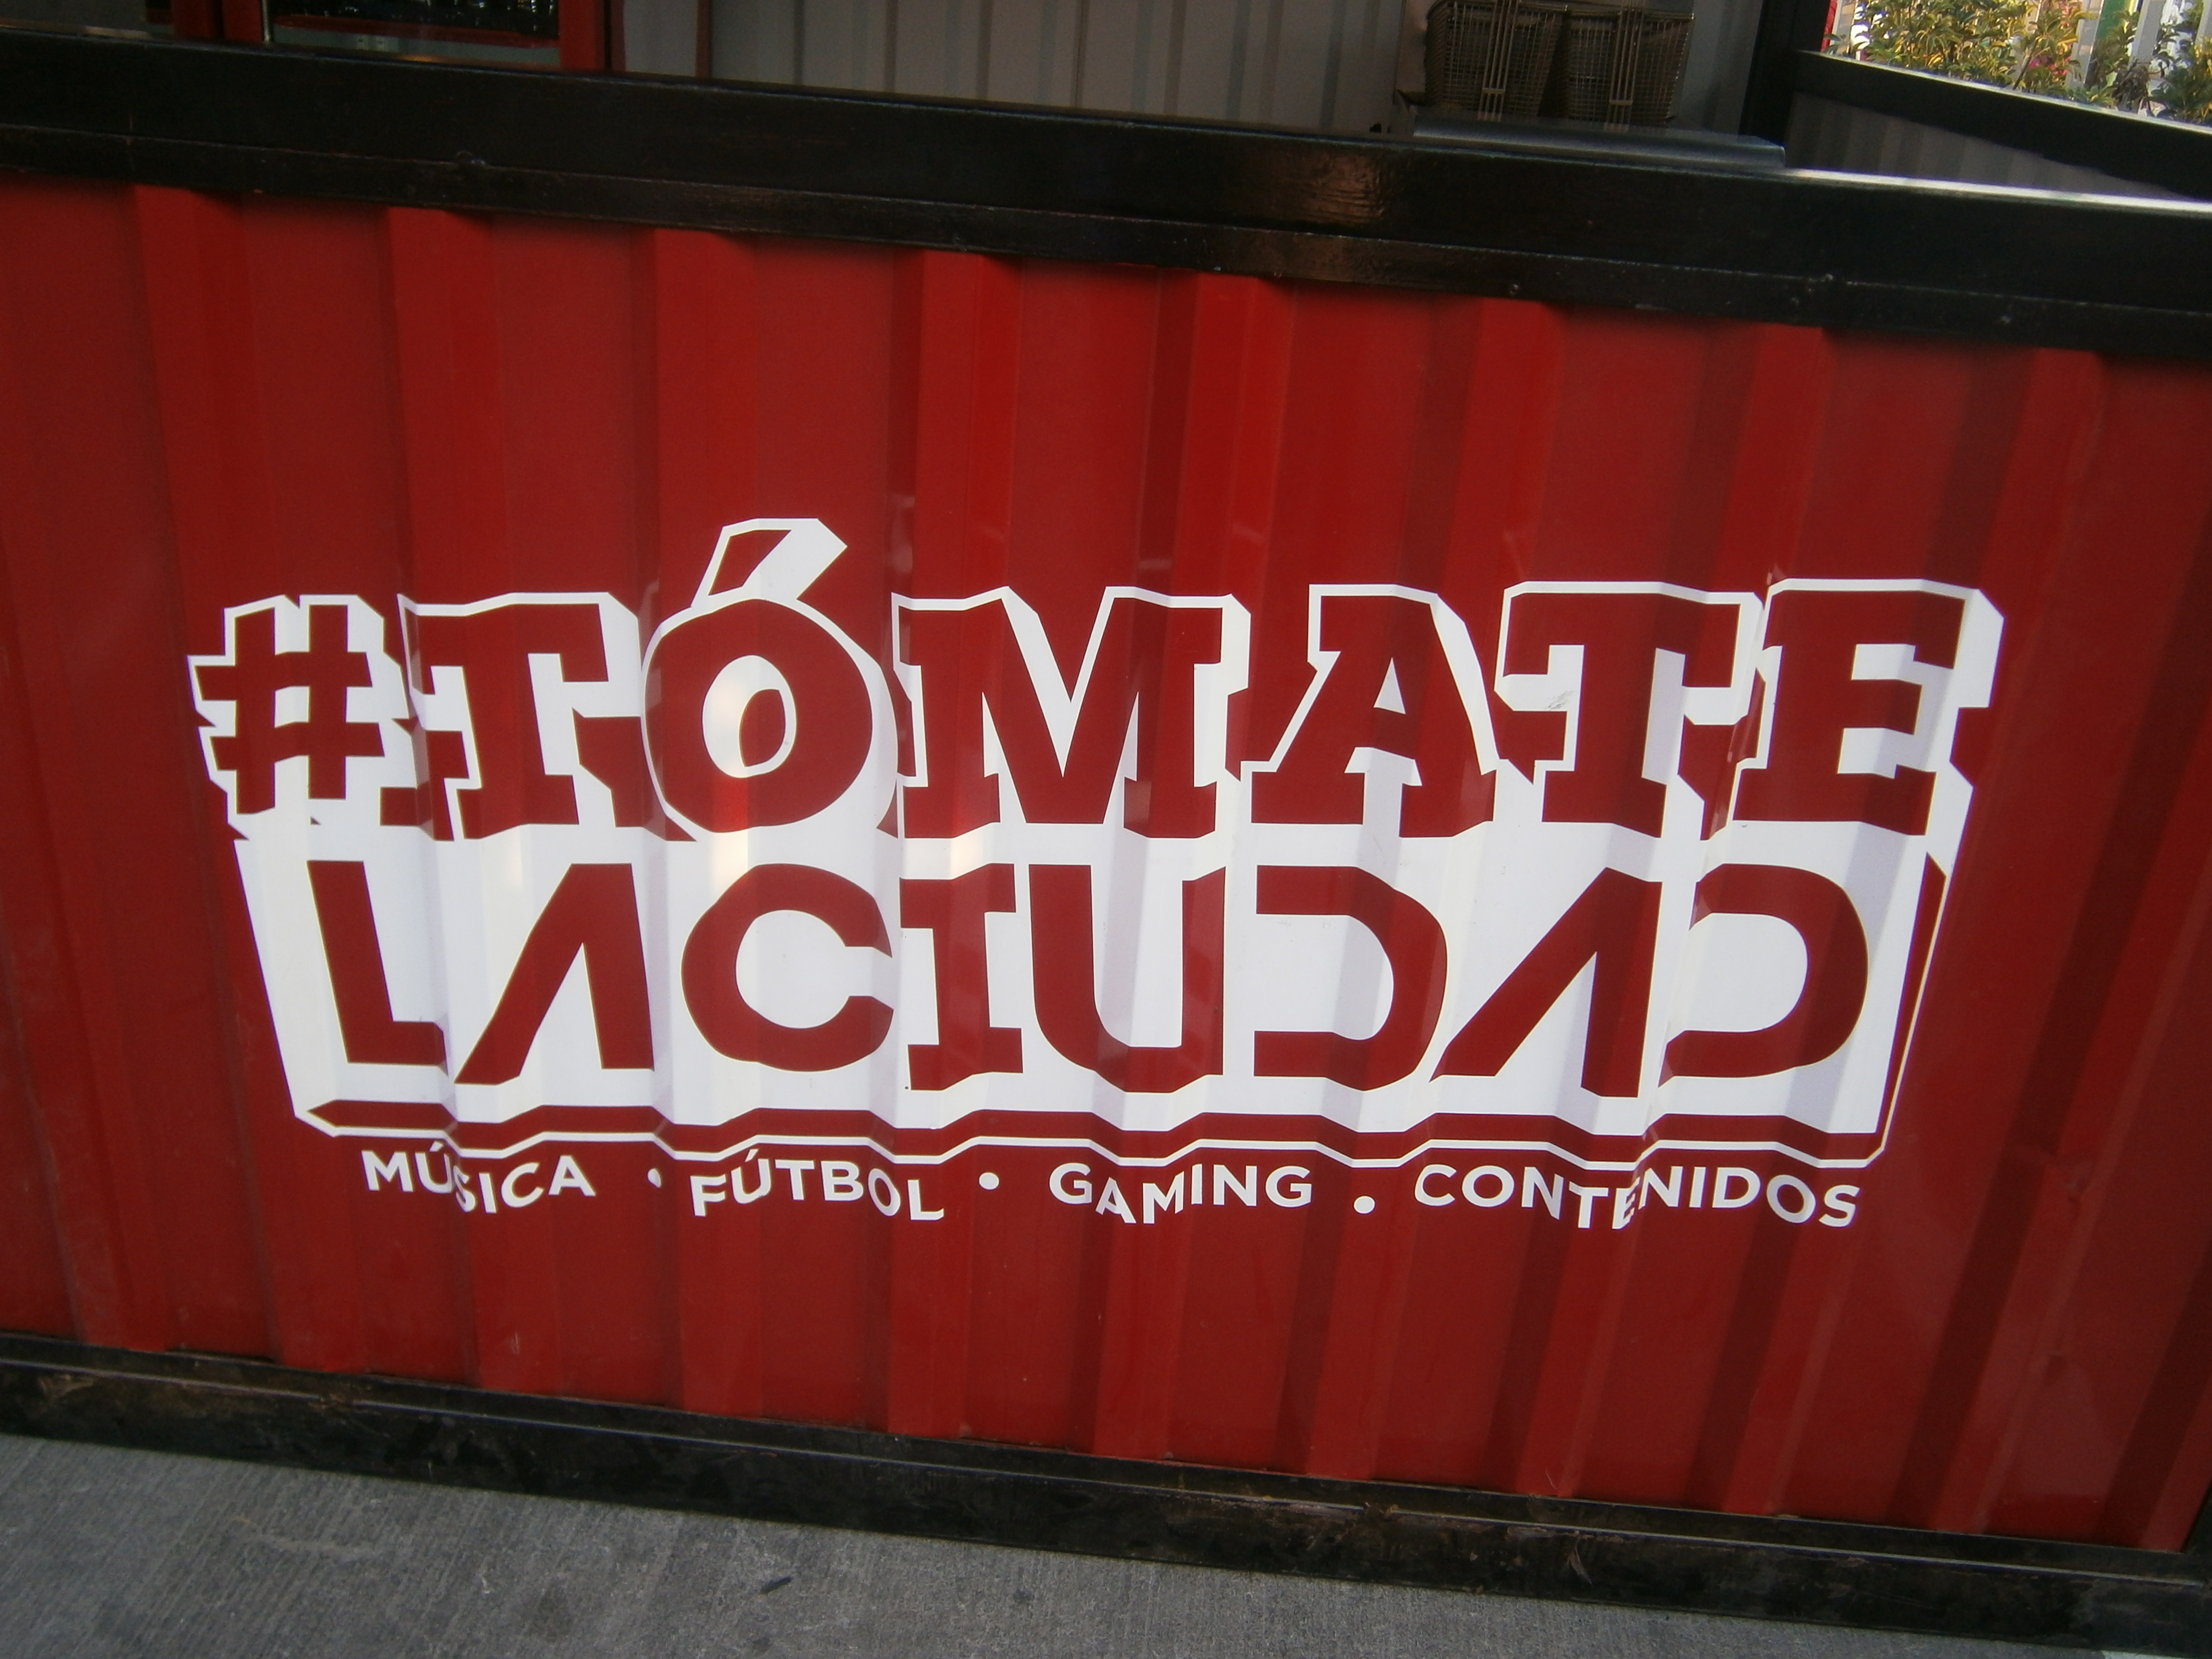 #TÓMATE
LACIUDAD
MÚSICA • FÚTBOL • GAMING • CONTENIDOS